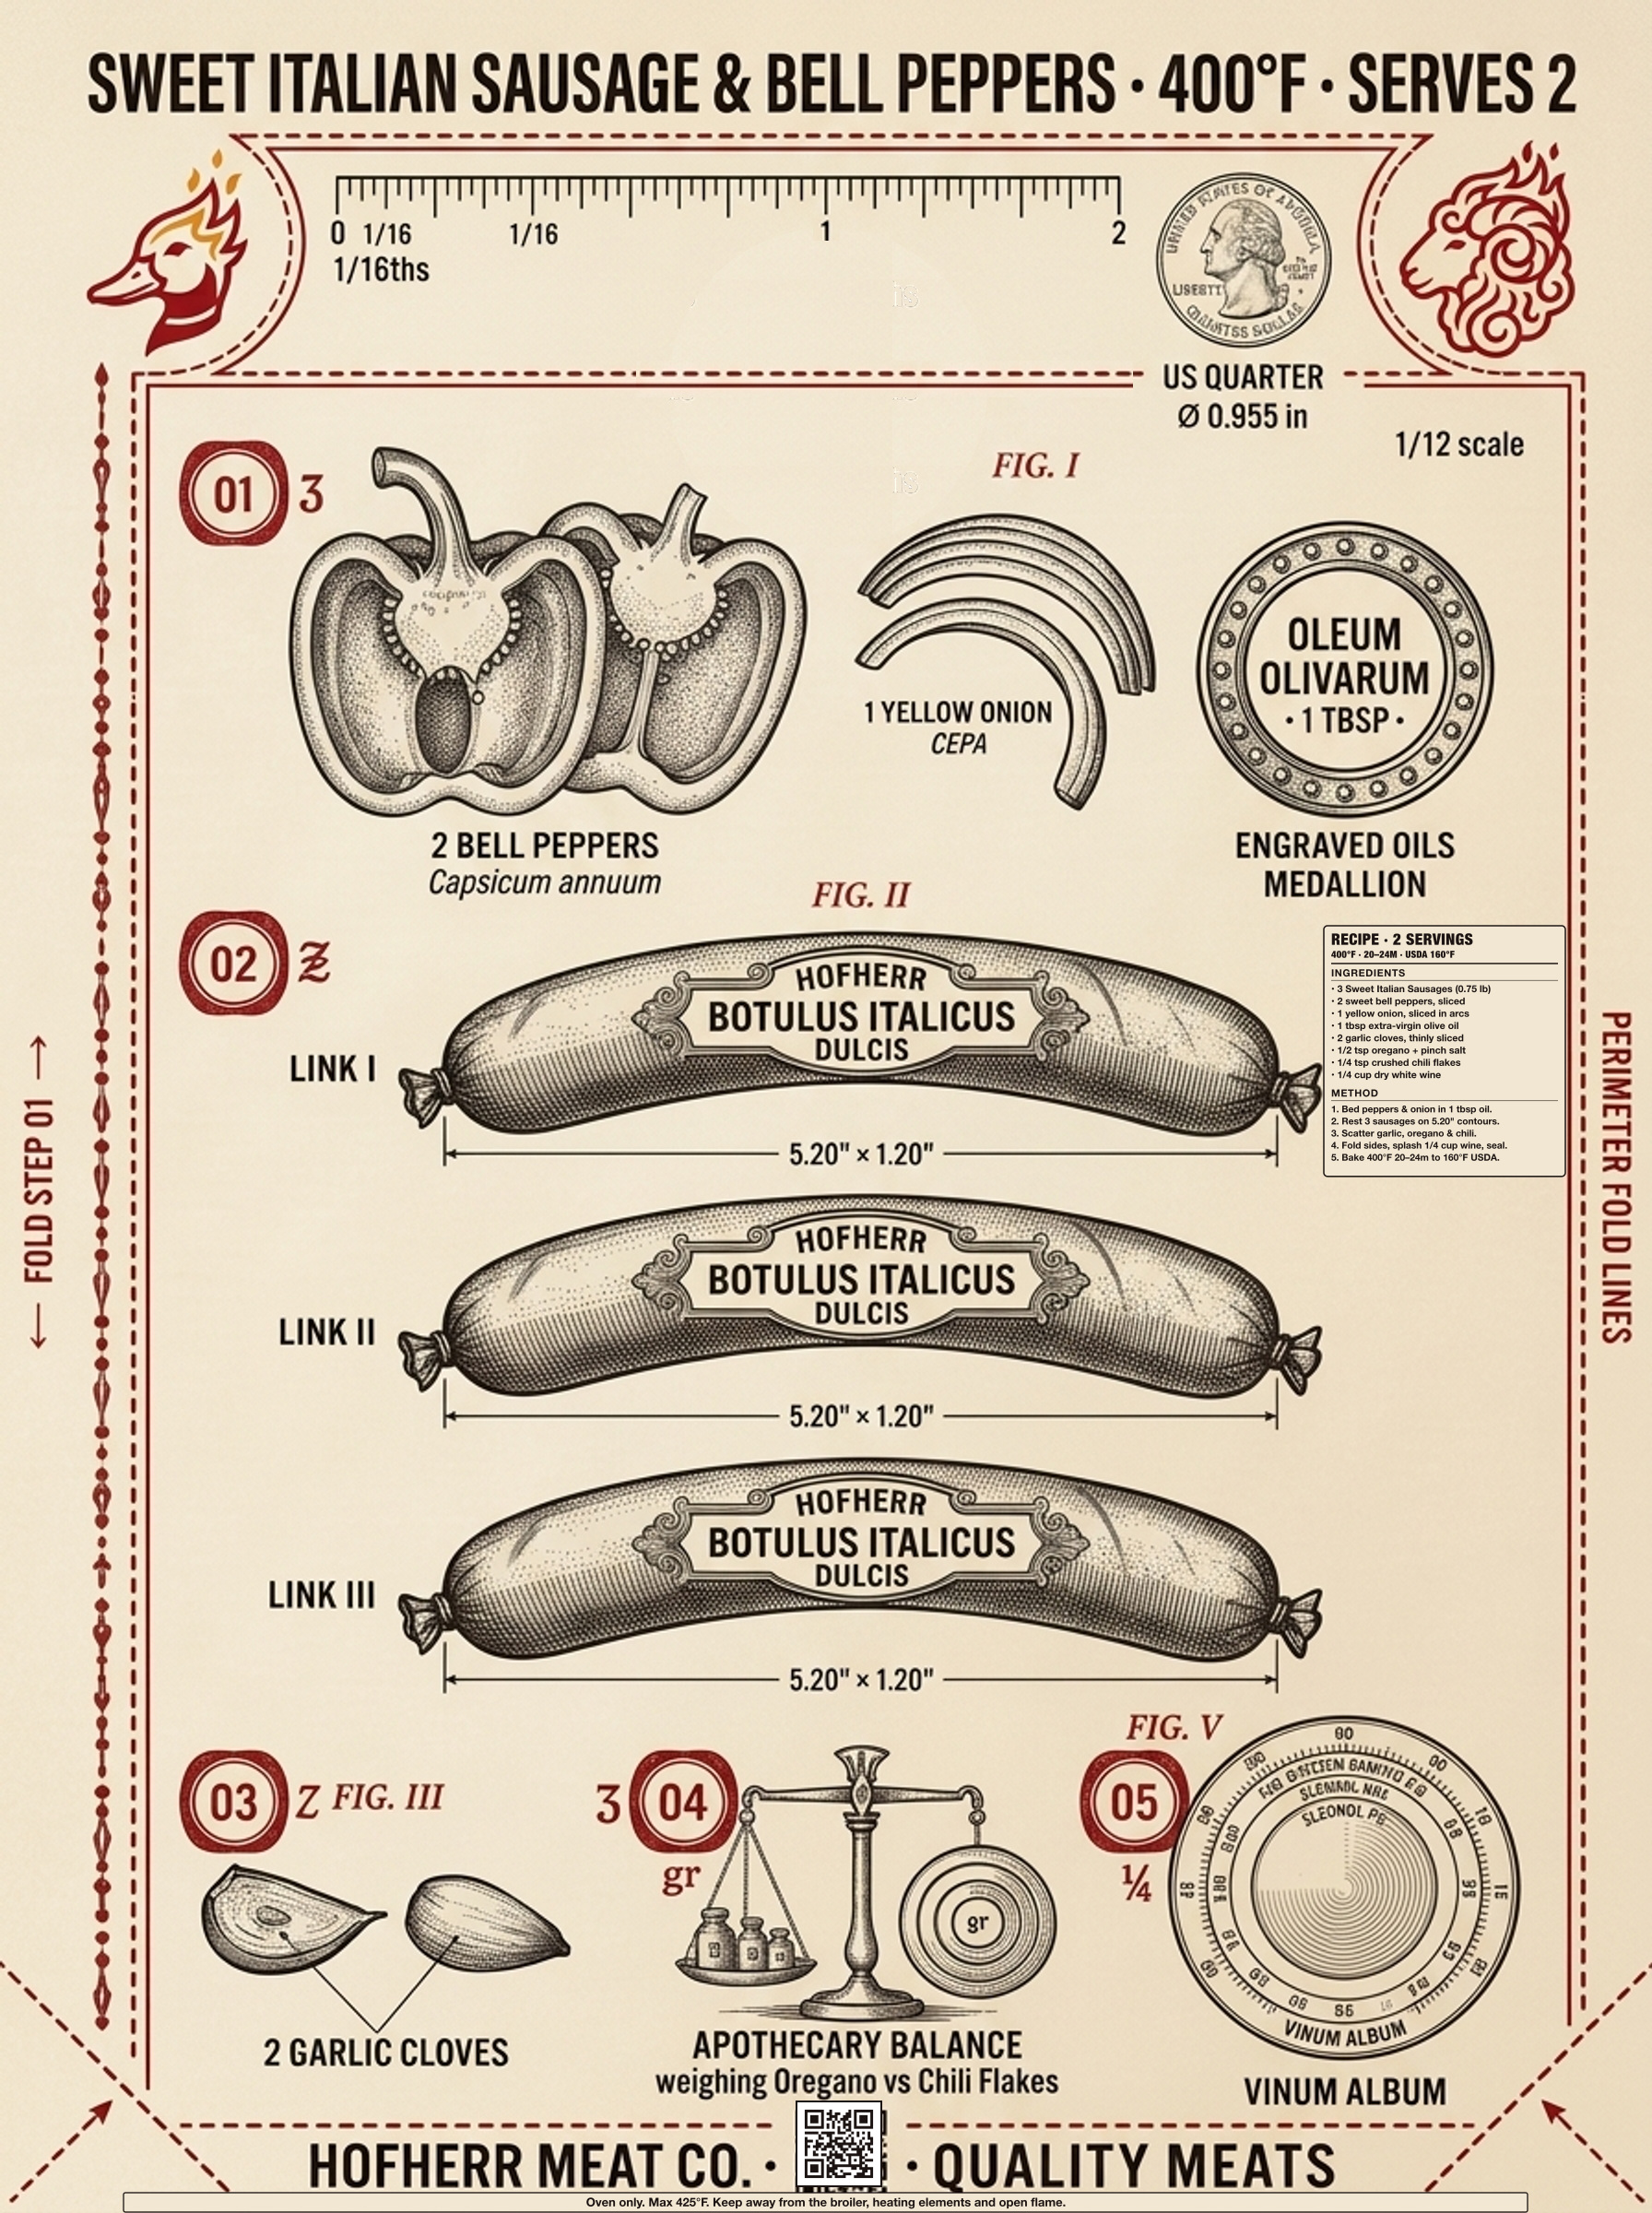 SWEET ITALIAN SAUSAGE & BELL PEPPERS · 400°F · SERVES 2
0 1/16 1/16 1 2
1/16ths
US QUARTER
Ø 0.955 in
1/12 scale
01 3
FIG. I
OLEUM
OLIVARUM
· 1 TBSP ·
1 YELLOW ONION
CEPA
2 BELL PEPPERS
Capsicum annuum
ENGRAVED OILS
MEDALLION
FIG. II
02
HOFHERR
BOTULUS ITALICUS
DULCIS
LINK I
5.20" × 1.20"
RECIPE · 2 SERVINGS
400°F · 20–24M · USDA 160°F
INGREDIENTS
· 3 Sweet Italian Sausages (0.75 lb)
· 2 sweet bell peppers, sliced
· 1 yellow onion, sliced in arcs
· 1 tbsp extra-virgin olive oil
· 2 garlic cloves, thinly sliced
· 1/2 tsp oregano + pinch salt
· 1/4 tsp crushed chili flakes
· 1/4 cup dry white wine
METHOD
1. Bed peppers & onion in 1 tbsp oil.
2. Rest 3 sausages on 5.20" contours.
3. Scatter garlic, oregano & chili.
4. Fold sides, splash 1/4 cup wine, seal.
5. Bake 400°F 20–24m to 160°F USDA.
← FOLD STEP 01 →
PERIMETER FOLD LINES
HOFHERR
BOTULUS ITALICUS
DULCIS
LINK II
5.20" × 1.20"
HOFHERR
BOTULUS ITALICUS
DULCIS
LINK III
5.20" × 1.20"
03 Z FIG. III
3 04
gr
gr
FIG. V
05
¼
SLEONOL PG
VINUM ALBUM
2 GARLIC CLOVES
APOTHECARY BALANCE
weighing Oregano vs Chili Flakes
VINUM ALBUM
HOFHERR MEAT CO. · · QUALITY MEATS
Oven only. Max 425°F. Keep away from the broiler, heating elements and open flame.